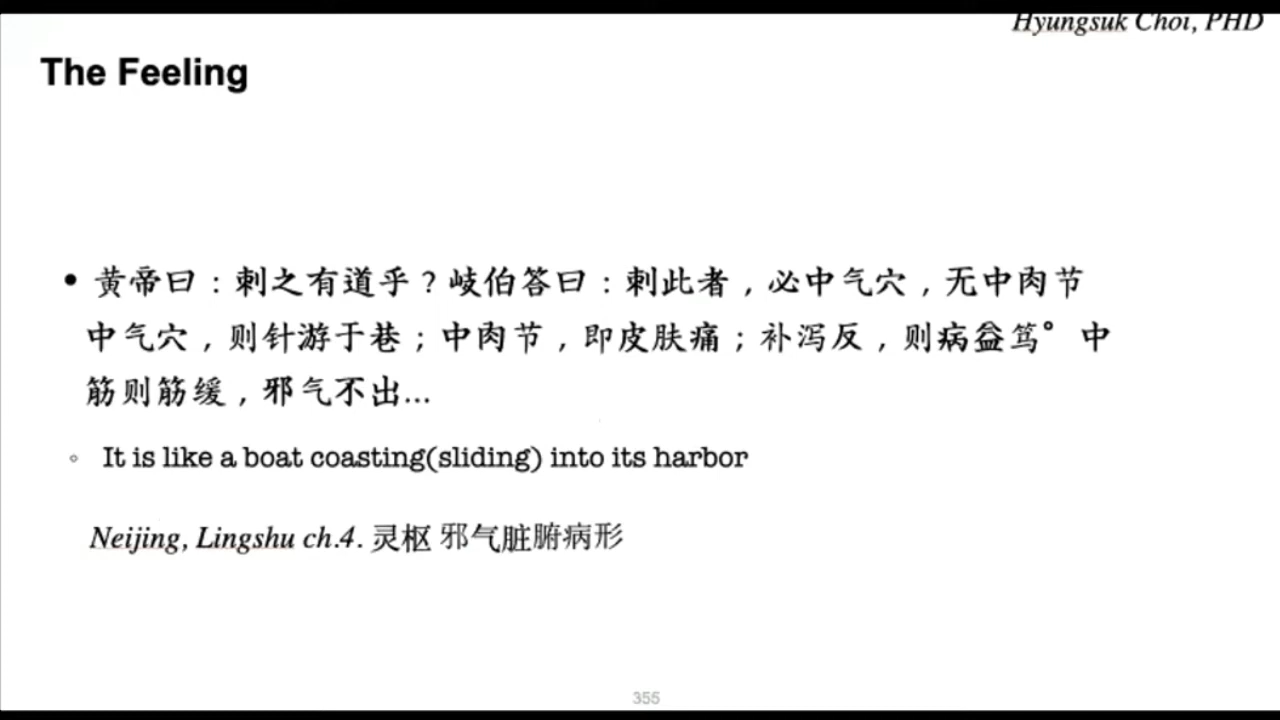 Hyungsuk Choi, PHD
The Feeling
• 黄帝曰：刺之有道乎？岐伯答曰：刺此者，必中气穴，无中肉节
中气穴，则针游于巷；中肉节，即皮肤痛；补泻反，则病益笃° 中
筋则筋缓，邪气不出...
◦ It is like a boat coasting(sliding) into its harbor
Neijing, Lingshu ch.4. 灵枢 邪气脏腑病形
355